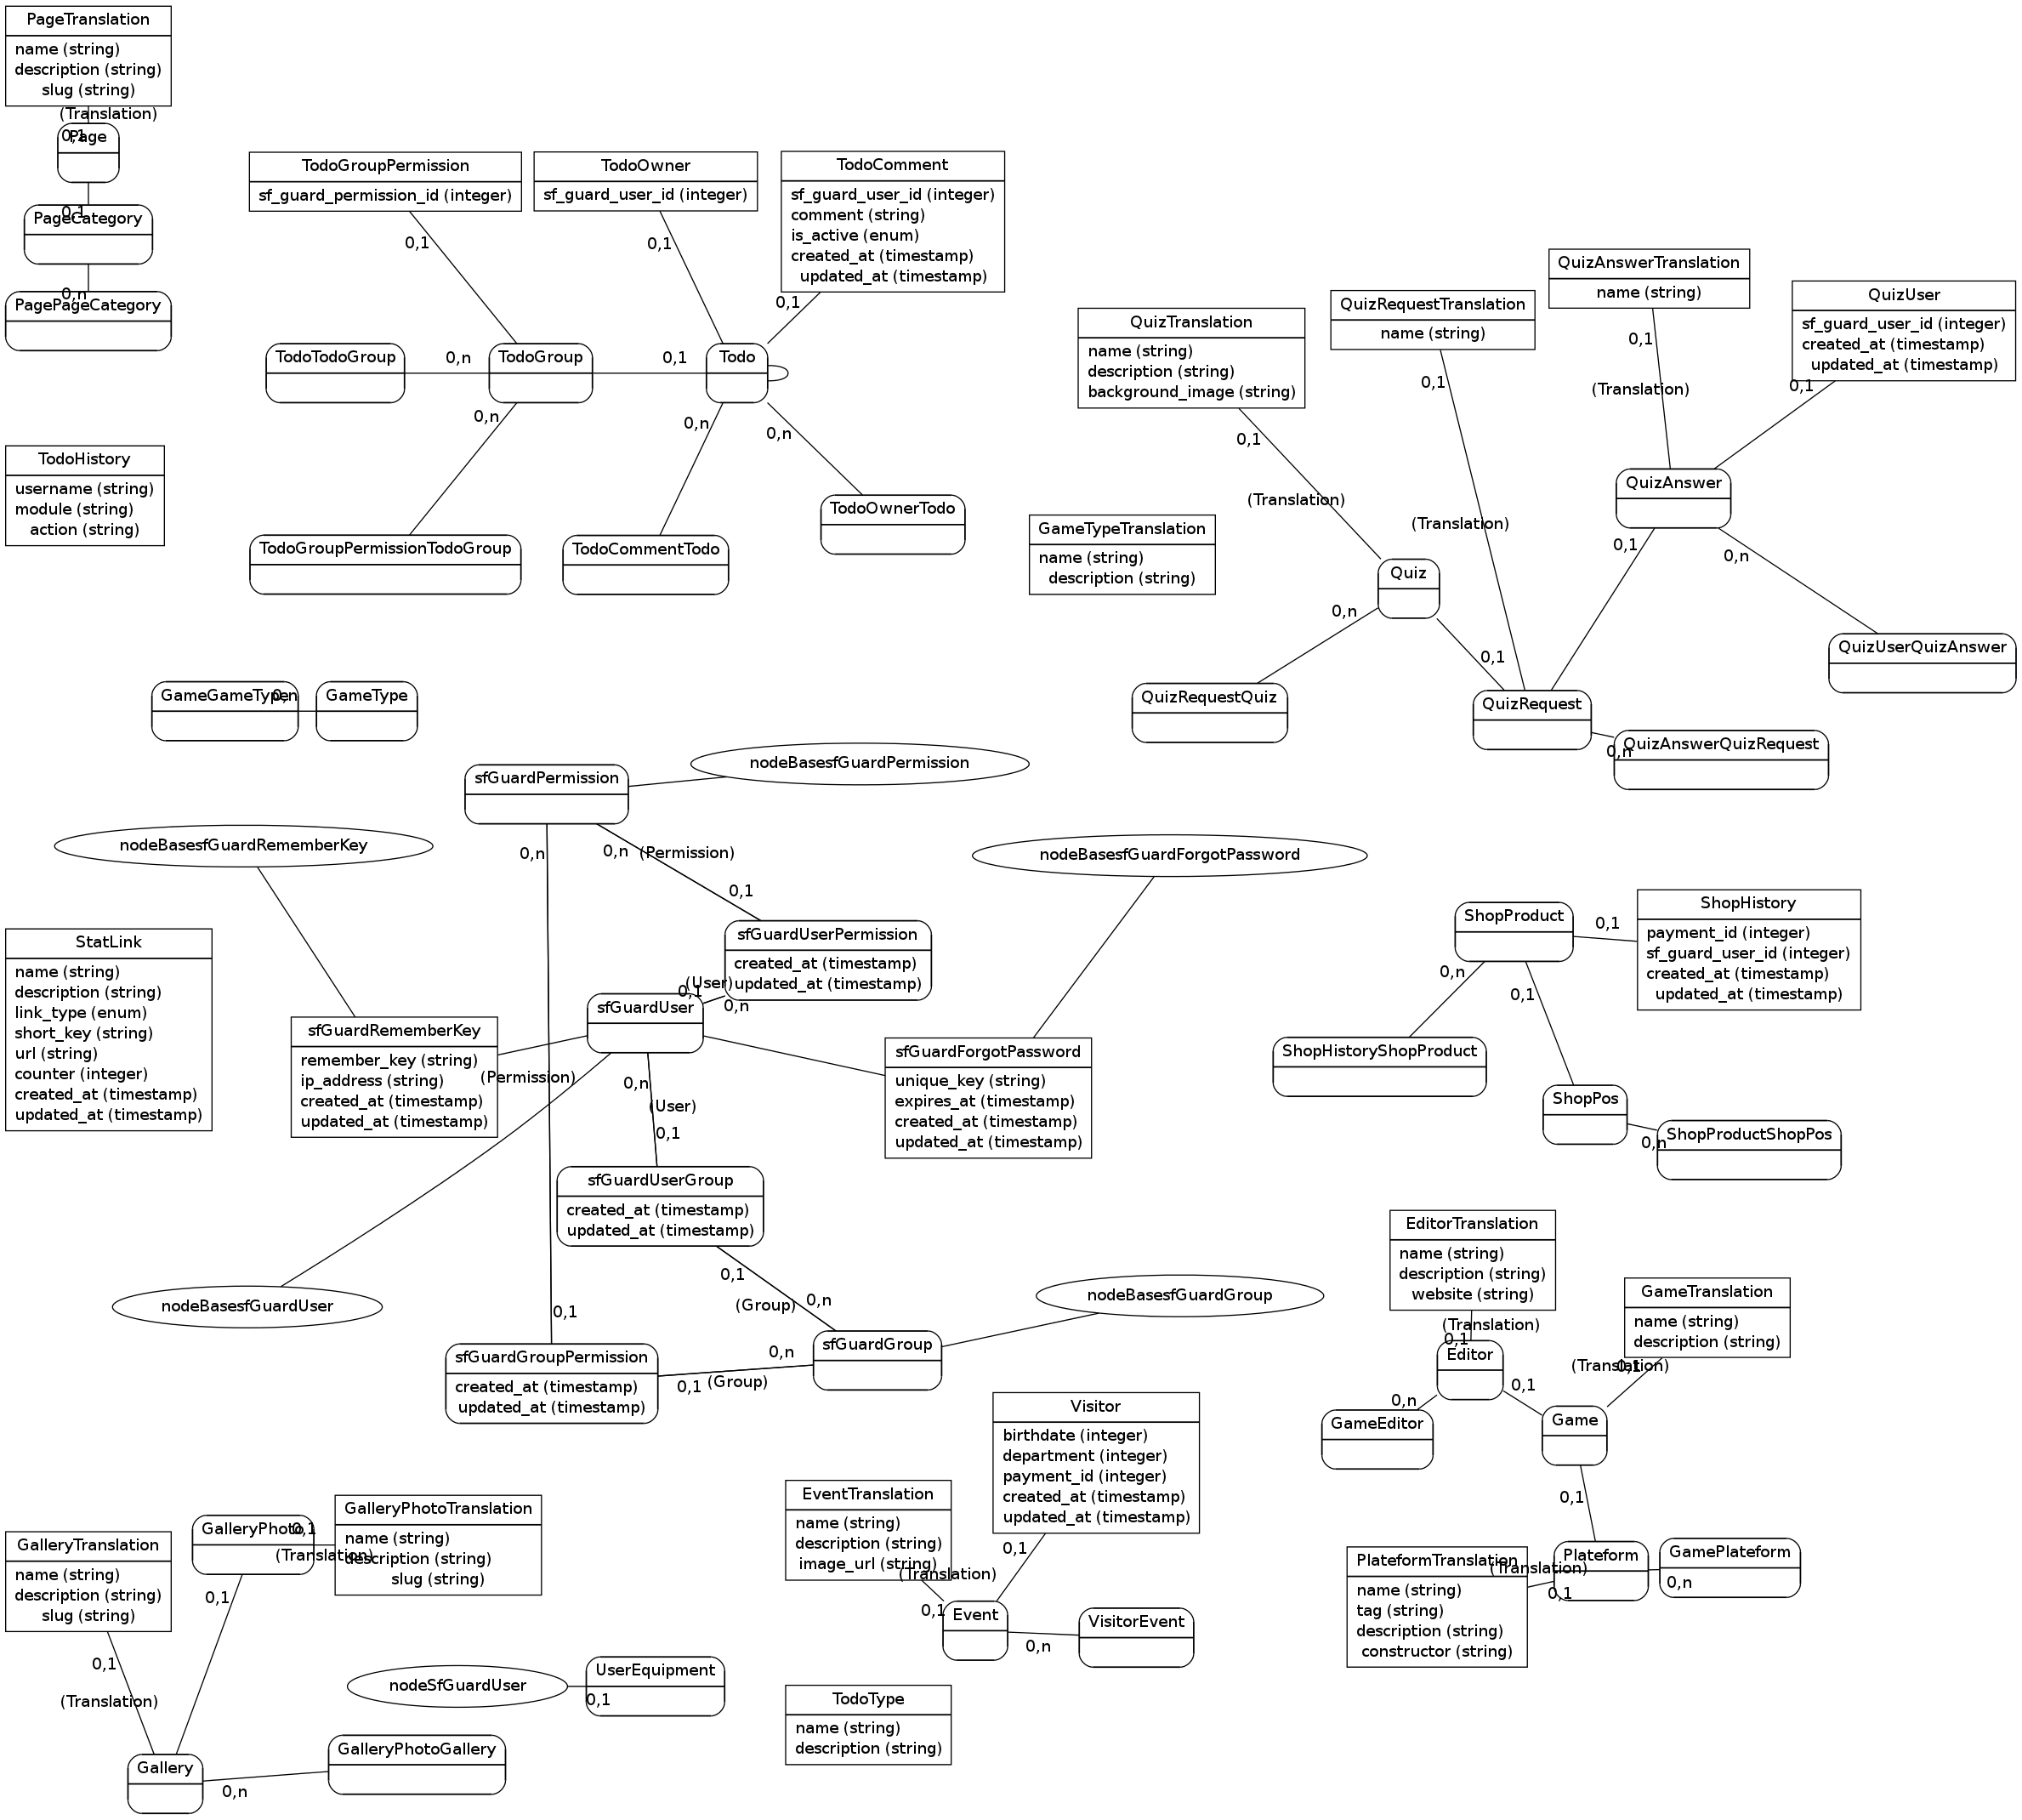 PageTranslation
name (string)
description (string)
slug (string)
(Translation)
0,1
Page
0,1
PageCategory
0,n
PagePageCategory
TodoGroupPermission
sf_guard_permission_id (integer)
0,1
TodoOwner
sf_guard_user_id (integer)
0,1
TodoComment
sf_guard_user_id (integer)
comment (string)
is_active (enum)
created_at (timestamp)
updated_at (timestamp)
0,1
TodoTodoGroup
0,n
TodoGroup
0,1
Todo
0,n
0,n
0,n
TodoGroupPermissionTodoGroup
TodoCommentTodo
TodoOwnerTodo
TodoHistory
username (string)
module (string)
action (string)
QuizTranslation
name (string)
description (string)
background_image (string)
0,1
(Translation)
QuizRequestTranslation
name (string)
0,1
(Translation)
QuizAnswerTranslation
name (string)
0,1
(Translation)
QuizUser
sf_guard_user_id (integer)
created_at (timestamp)
updated_at (timestamp)
0,1
QuizAnswer
0,1
0,n
GameTypeTranslation
name (string)
description (string)
Quiz
0,n
0,1
QuizUserQuizAnswer
QuizRequestQuiz
QuizRequest
0,n
QuizAnswerQuizRequest
GameGameType
0,n
GameType
sfGuardPermission
nodeBasesfGuardPermission
0,n
0,n
(Permission)
0,1
nodeBasesfGuardRememberKey
nodeBasesfGuardForgotPassword
sfGuardUserPermission
created_at (timestamp)
updated_at (timestamp)
(User)
0,1
0,n
StatLink
name (string)
description (string)
link_type (enum)
short_key (string)
url (string)
counter (integer)
created_at (timestamp)
updated_at (timestamp)
sfGuardRememberKey
remember_key (string)
ip_address (string)
created_at (timestamp)
updated_at (timestamp)
(Permission)
sfGuardUser
0,n
(User)
0,1
sfGuardForgotPassword
unique_key (string)
expires_at (timestamp)
created_at (timestamp)
updated_at (timestamp)
ShopProduct
0,1
ShopHistory
payment_id (integer)
sf_guard_user_id (integer)
created_at (timestamp)
updated_at (timestamp)
0,n
0,1
ShopHistoryShopProduct
ShopPos
0,n
ShopProductShopPos
sfGuardUserGroup
created_at (timestamp)
updated_at (timestamp)
0,1
(Group)
0,n
nodeBasesfGuardUser
nodeBasesfGuardGroup
0,1
sfGuardGroupPermission
created_at (timestamp)
updated_at (timestamp)
0,1
(Group)
0,n
sfGuardGroup
EditorTranslation
name (string)
description (string)
website (string)
(Translation)
0,1
Editor
0,n
0,1
GameEditor
GameTranslation
name (string)
description (string)
(Translation)
0,1
Game
0,1
Plateform
PlateformTranslation
name (string)
tag (string)
description (string)
constructor (string)
(Translation)
0,1
GamePlateform
0,n
Visitor
birthdate (integer)
department (integer)
payment_id (integer)
created_at (timestamp)
updated_at (timestamp)
0,1
EventTranslation
name (string)
description (string)
image_url (string)
(Translation)
0,1
Event
0,n
VisitorEvent
GalleryTranslation
name (string)
description (string)
slug (string)
0,1
(Translation)
GalleryPhoto
0,1
(Translation)
0,1
GalleryPhotoTranslation
name (string)
description (string)
slug (string)
nodeSfGuardUser
UserEquipment
0,1
TodoType
name (string)
description (string)
Gallery
0,n
GalleryPhotoGallery